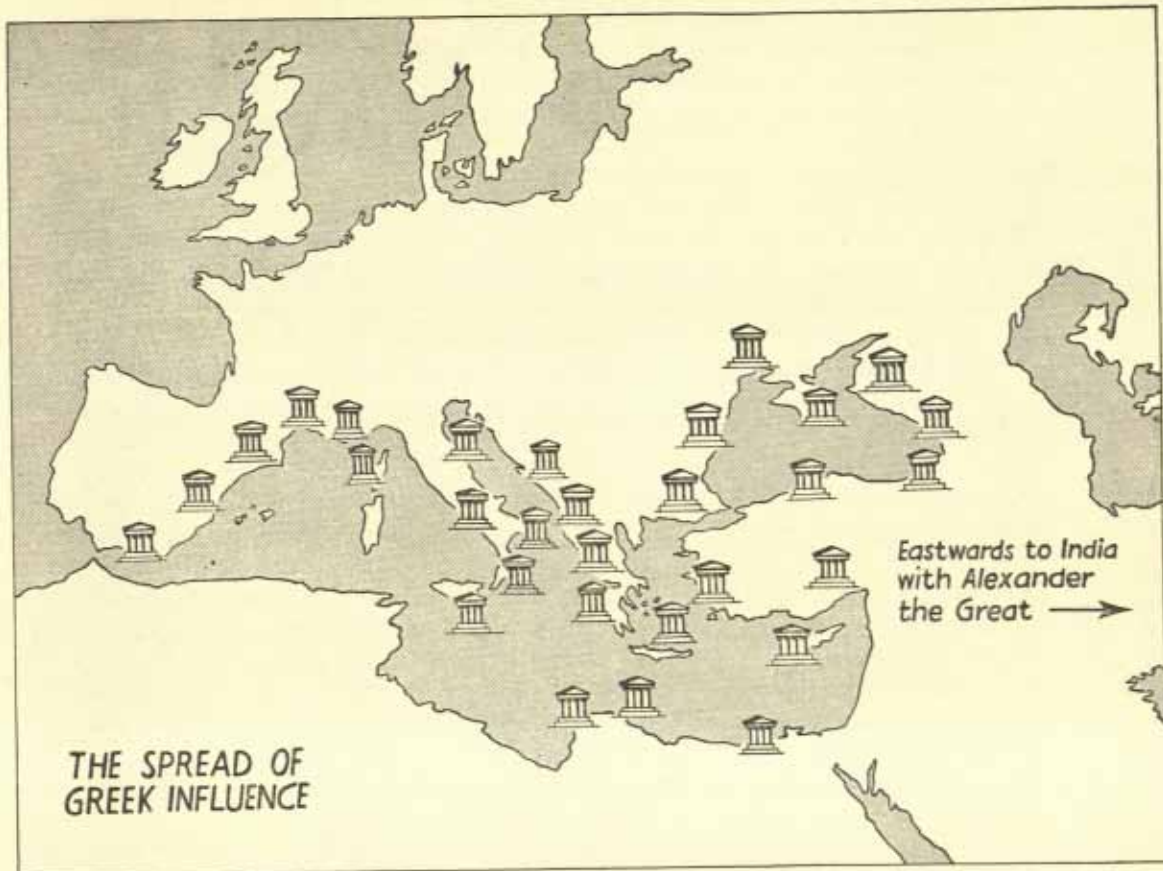 Eastwards to India
with Alexander
the Great
THE SPREAD OF
GREEK INFLUENCE